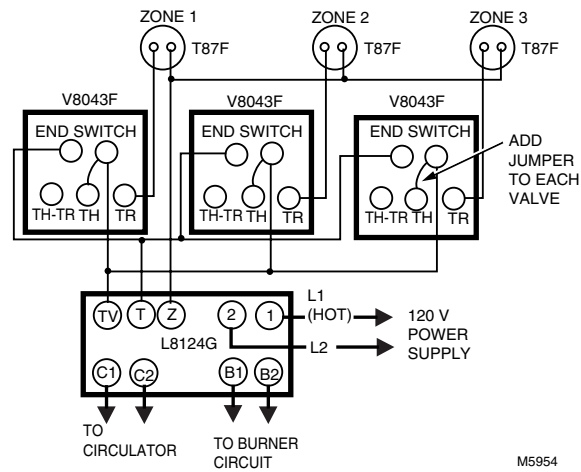 ZONE 1
ZONE 2
ZONE 3
T87F
T87F
T87F
V8043F
V8043F
V8043F
END SWITCH
END SWITCH
END SWITCH
ADD
JUMPER
TO EACH
VALVE
TH-TR TH TR
TH-TR TH TR
TH-TR TH TR
TV T Z 2 1
L1
(HOT)
L2
120 V
POWER
SUPPLY
L8124G
C1 C2 B1 B2
TO
CIRCULATOR
TO BURNER
CIRCUIT
M5954